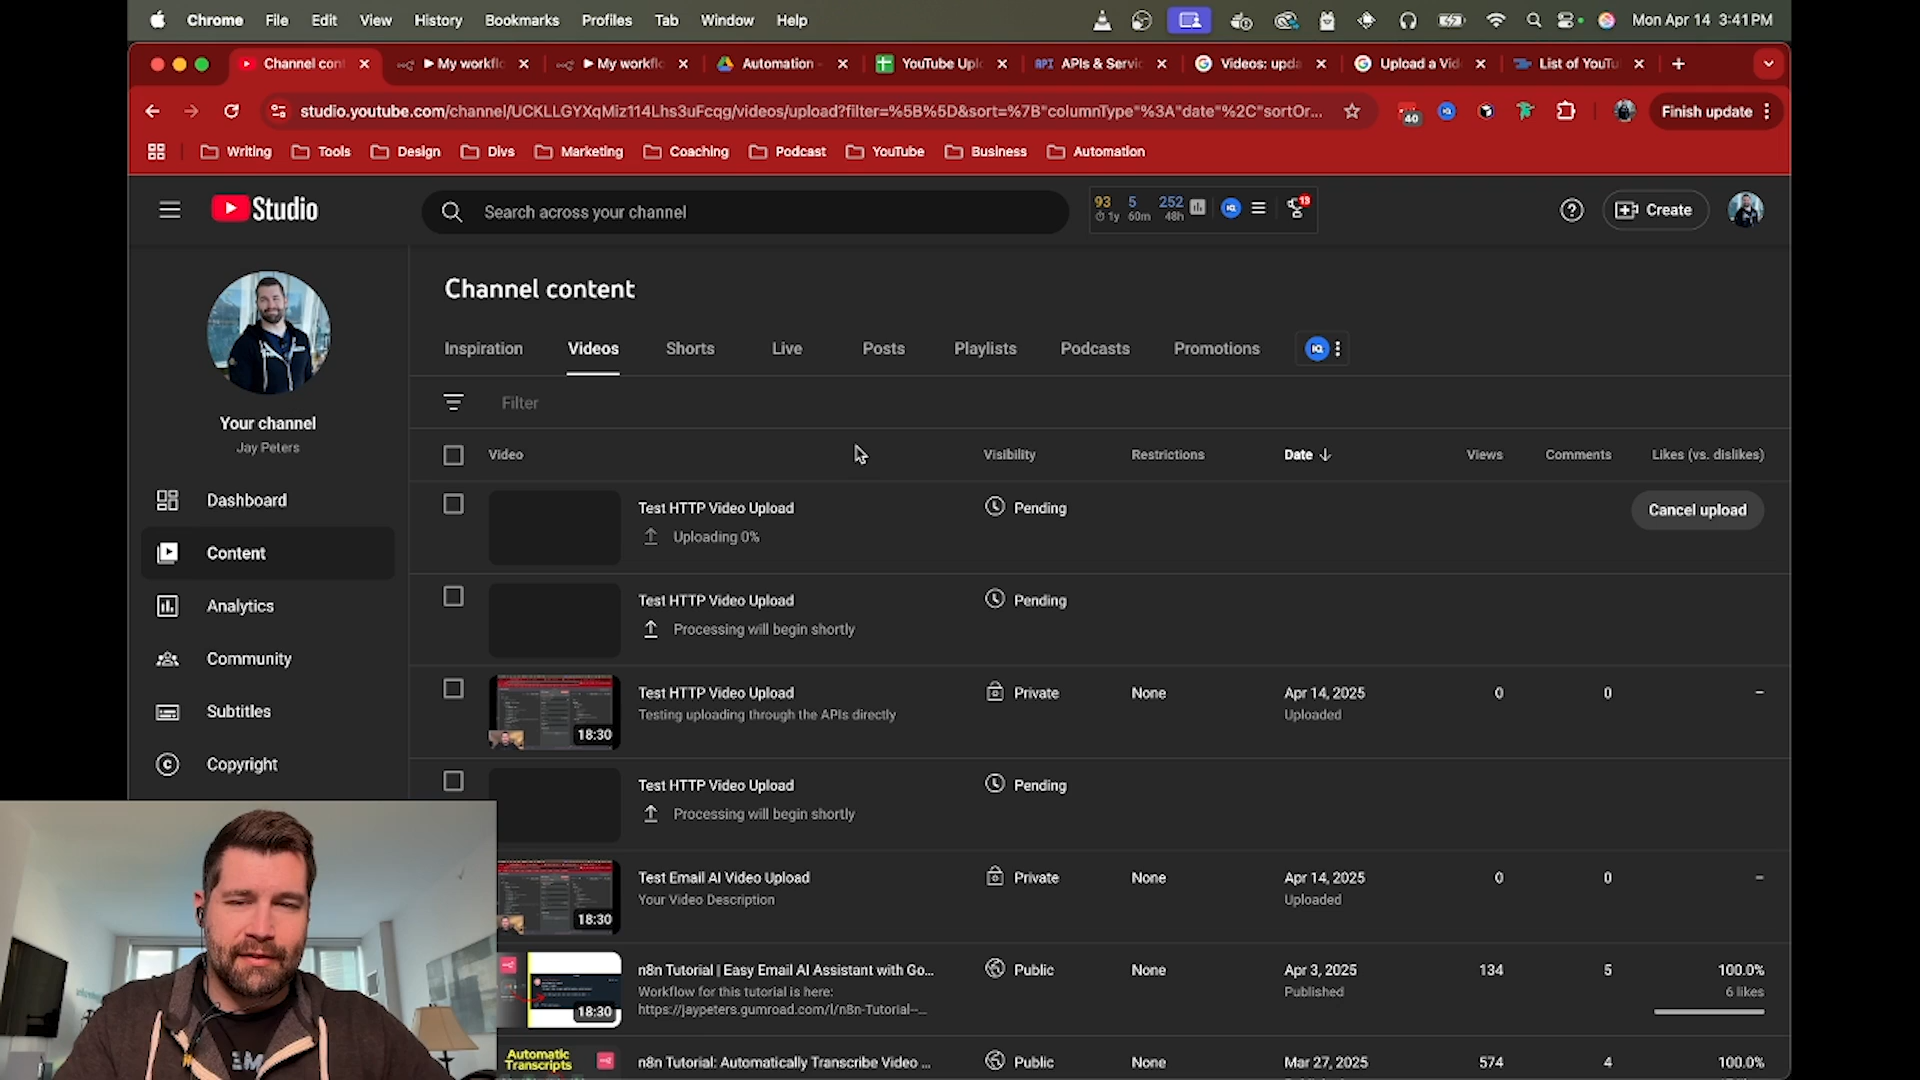 Chrome File Edit View History Bookmarks Profiles Tab Window Help Mon Apr 14 3:41 PM
Channel cont My workfl My workfl Automation - YouTube Upl API APIs & Servic Videos: upda Upload a Vid List of YouTu
studio.youtube.com/channel/UCKLLGYXqMiz114Lhs3uFcqg/videos/upload?filter=%5B%5D&sort=%7B"columnType"%3A"date"%2C"sortOr... 40 Finish update
Writing Tools Design Divs Marketing Coaching Podcast YouTube Business Automation
Studio Search across your channel 93 5 252 13 Create
1y 60m 48h
Channel content
Inspiration Videos Shorts Live Posts Playlists Podcasts Promotions
Your channel
Jay Peters
Dashboard
Content
Analytics
Community
Subtitles
Copyright
Filter
Video Visibility Restrictions Date Views Comments Likes (vs. dislikes)
Test HTTP Video Upload Pending Cancel upload
Uploading 0%
Test HTTP Video Upload Pending
Processing will begin shortly
Test HTTP Video Upload Private None Apr 14, 2025 0 0 –
Testing uploading through the APIs directly Uploaded
18:30
Test HTTP Video Upload Pending
Processing will begin shortly
Test Email AI Video Upload Private None Apr 14, 2025 0 0 –
Your Video Description Uploaded
18:30
n8n Tutorial | Easy Email AI Assistant with Go... Public None Apr 3, 2025 134 5 100.0%
Workflow for this tutorial is here: Published 6 likes
https://jaypeters.gumroad.com/l/n8n-Tutorial--...
18:30
Automatic
Transcripts
n8n Tutorial: Automatically Transcribe Video ... Public None Mar 27, 2025 574 4 100.0%